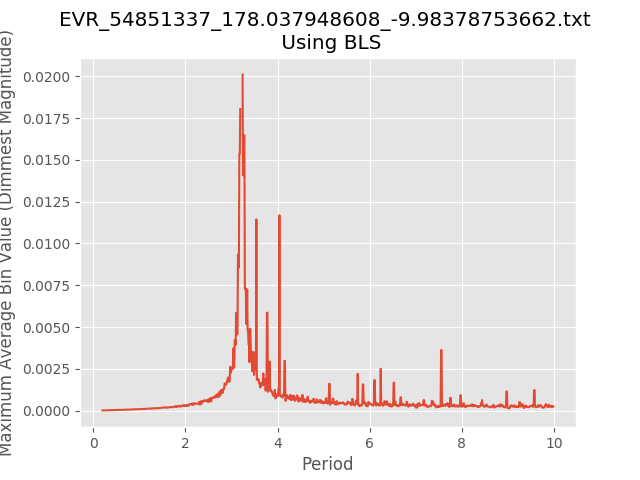 EVR_54851337_178.037948608_-9.98378753662.txt
Using BLS
Maximum Average Bin Value (Dimmest Magnitude)
0.0200
0.0175
0.0150
0.0125
0.0100
0.0075
0.0050
0.0025
0.0000
0 2 4 6 8 10
Period